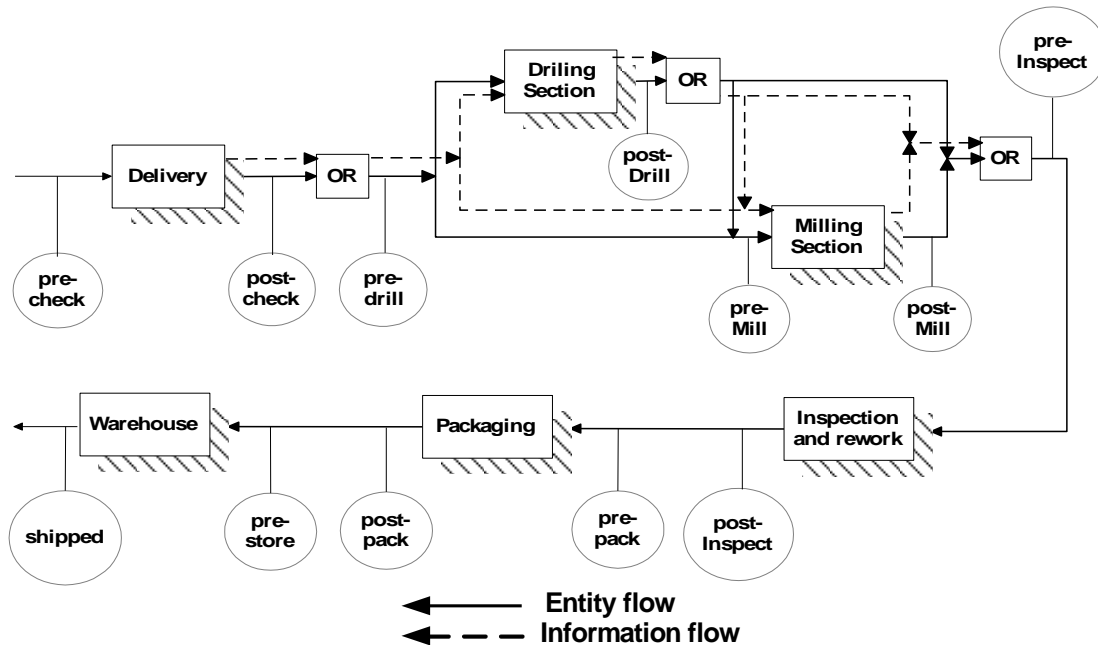 pre-
Inspect
Driling
Section
OR
post-
Drill
Delivery
OR
OR
Milling
Section
pre-
check
post-
check
pre-
drill
pre-
Mill
post-
Mill
Warehouse
Packaging
Inspection
and rework
shipped
pre-
store
post-
pack
pre-
pack
post-
Inspect
Entity flow
Information flow